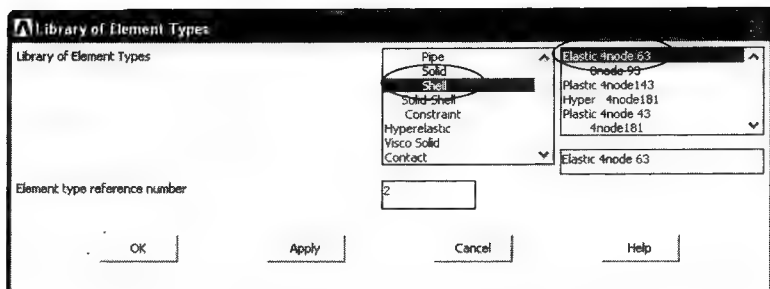 Library of Element Types
Library of Element Types
Pipe
Solid
Shell
Solid-Shell
Constraint
Hyperelastic
Visco Solid
Contact
Elastic 4node 63
8node 93
Plastic 4node143
Hyper 4node181
Plastic 4node 43
4node181
Elastic 4node 63
Element type reference number
2
OK
Apply
Cancel
Help